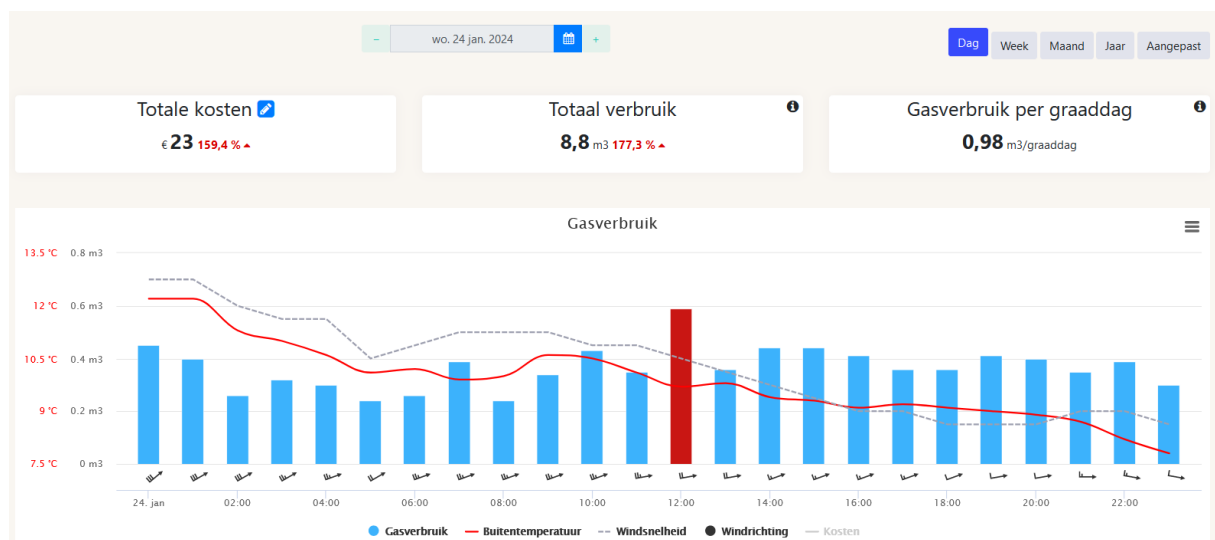 − wo. 24 jan. 2024 +
Dag Week Maand Jaar Aangepast
Totale kosten
€ 23 159,4 %
Totaal verbruik
8,8 m3 177,3 %
Gasverbruik per graaddag
0,98 m3/graaddag
Gasverbruik
13.5 °C 0.8 m3
12 °C 0.6 m3
10.5 °C 0.4 m3
9 °C 0.2 m3
7.5 °C 0 m3
24. jan 02:00 04:00 06:00 08:00 10:00 12:00 14:00 16:00 18:00 20:00 22:00
Gasverbruik Buitentemperatuur Windsnelheid Windrichting Kosten